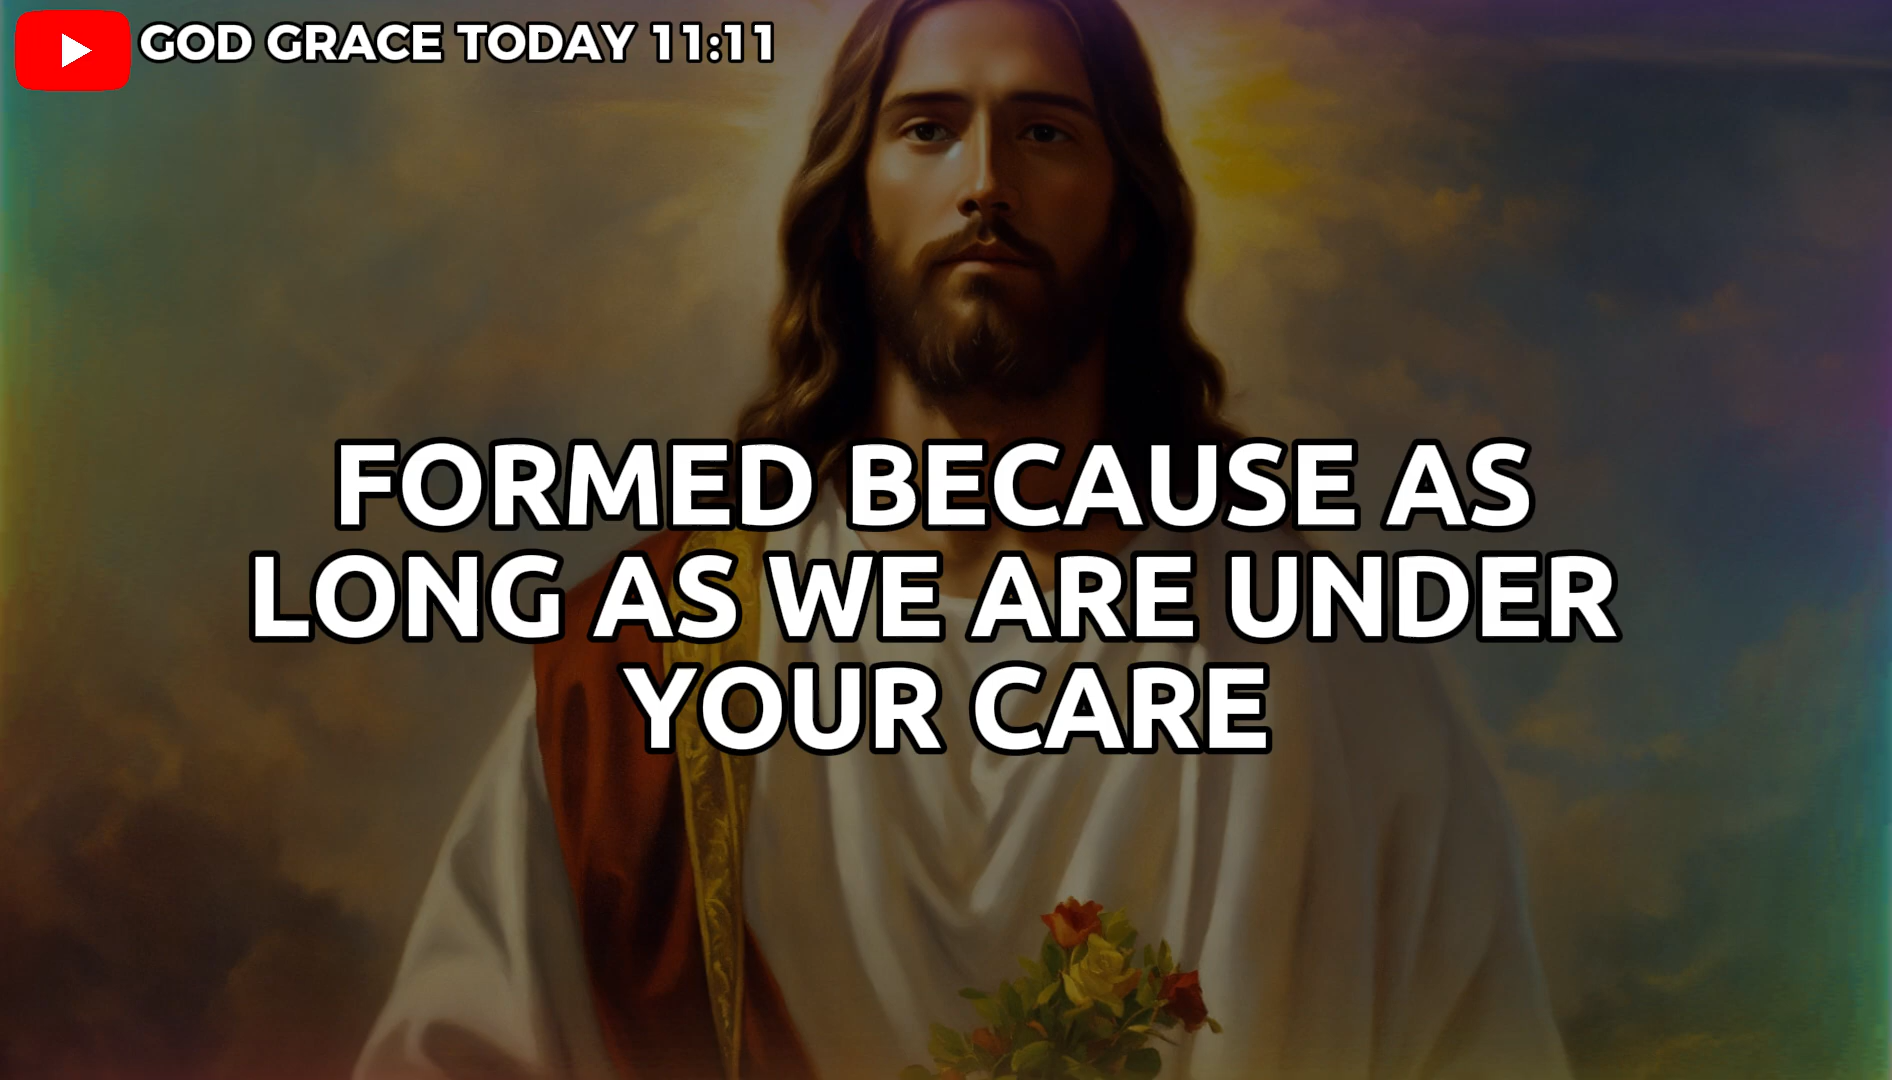 GOD GRACE TODAY 11:11
FORMED BECAUSE AS
LONG AS WE ARE UNDER
YOUR CARE